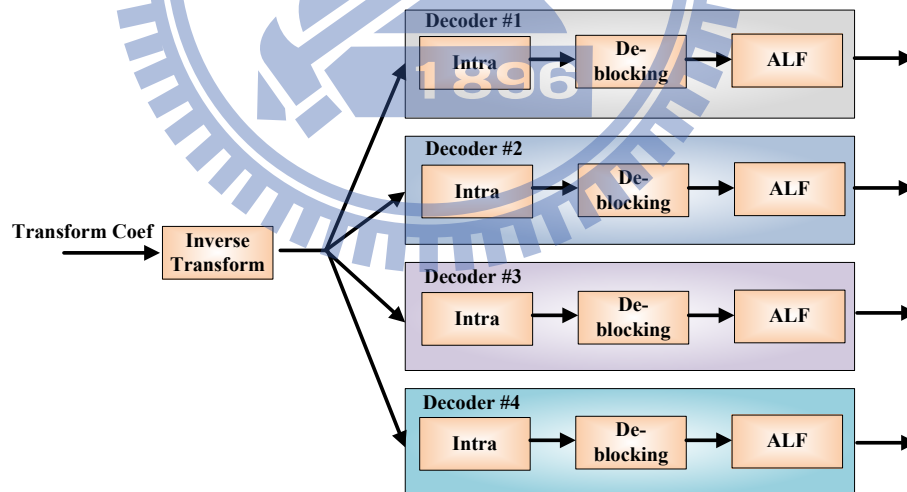 Decoder #1
Intra
De-
blocking
ALF
1896
Decoder #2
Intra
De-
blocking
ALF
Transform Coef
Inverse
Transform
Decoder #3
Intra
De-
blocking
ALF
Decoder #4
Intra
De-
blocking
ALF